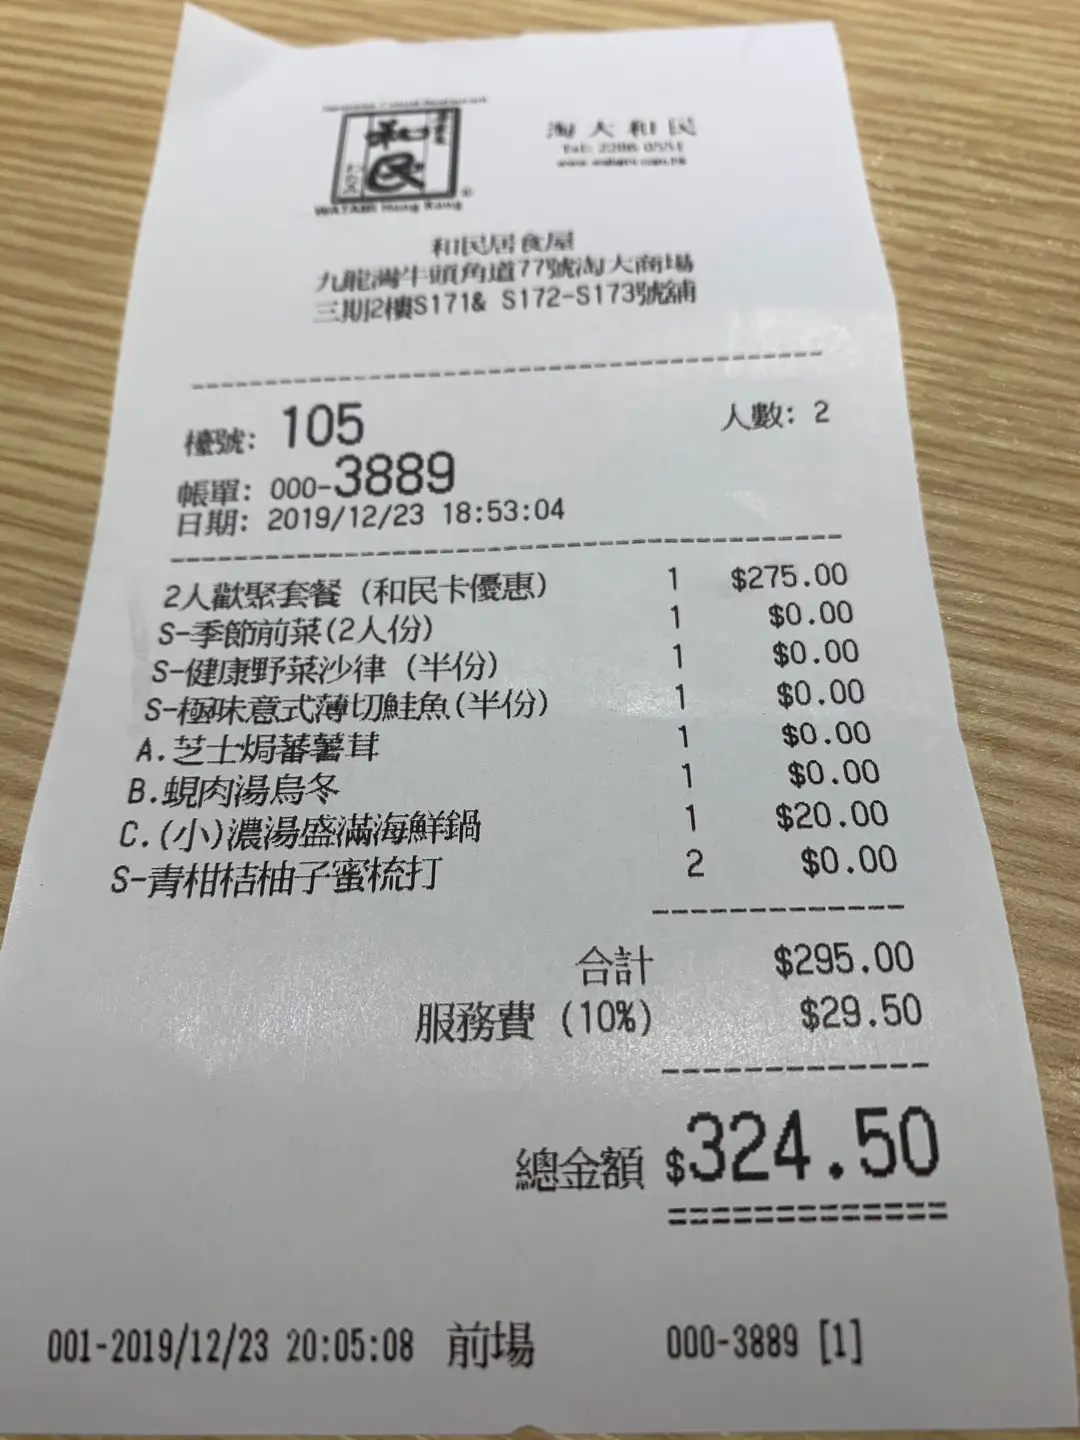 和民
WATAMI Hong Kong
淘大和民
Tel: 2286 0551
和民居食屋
九龍灣牛頭角道77號淘大商場
三期2樓S171& S172-S173號舖
檯號: 105 人數: 2
帳單: 000-3889
日期: 2019/12/23 18:53:04
2人歡聚套餐 (和民卡優惠) 1 $275.00
S-季節前菜(2人份) 1 $0.00
S-健康野菜沙律 (半份) 1 $0.00
S-極味意式薄切鮭魚(半份) 1 $0.00
A.芝士焗蕃薯茸 1 $0.00
B.蜆肉湯烏冬 1 $0.00
C.(小)濃湯盛滿海鮮鍋 1 $20.00
S-青柑桔柚子蜜梳打 2 $0.00
合計 $295.00
服務費 (10%) $29.50
總金額 $324.50
001-2019/12/23 20:05:08 前場 000-3889 [1]